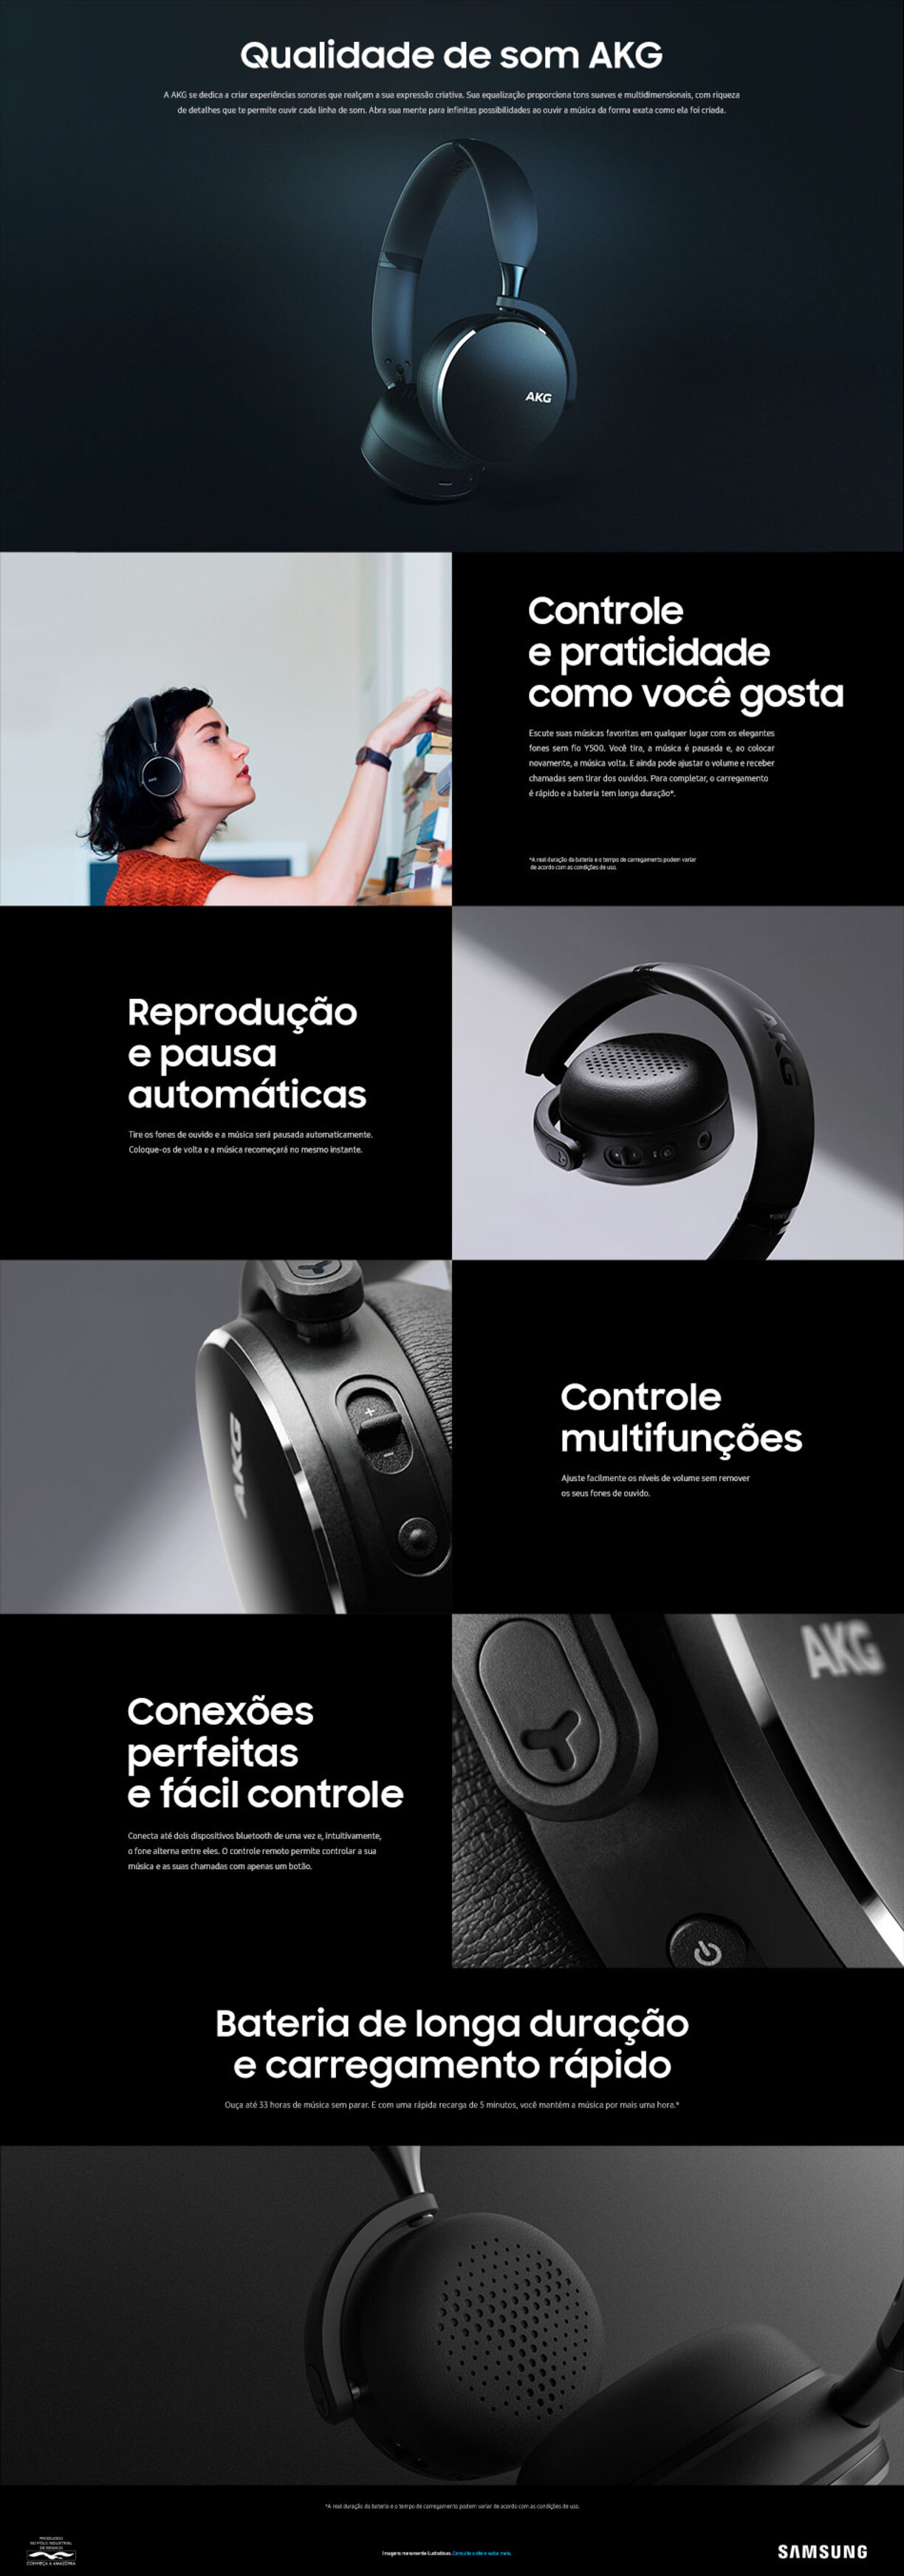 Qualidade de som AKG
A AKG se dedica a criar experiências sonoras que realçam a sua expressão criativa. Sua equalização proporciona tons suaves e multidimensionais, com riqueza
de detalhes que te permite ouvir cada linha de som. Abra sua mente para infinitas possibilidades ao ouvir a música da forma exata como ela foi criada.
AKG
Controle
e praticidade
como você gosta
Escute suas músicas favoritas em qualquer lugar com os elegantes
fones sem fio Y500. Você tira, a música é pausada e, ao colocar
novamente, a música volta. E ainda pode ajustar o volume e receber
chamadas sem tirar dos ouvidos. Para completar, o carregamento
é rápido e a bateria tem longa duração*.
*A real duração da bateria e o tempo de carregamento podem variar
de acordo com as condições de uso.
AKG
Reprodução
e pausa
automáticas
Tire os fones de ouvido e a música será pausada automaticamente.
Coloque-os de volta e a música recomeçará no mesmo instante.
AKG
Y500
AKG
Controle
multifunções
Ajuste facilmente os níveis de volume sem remover
os seus fones de ouvido.
AKG
Conexões
perfeitas
e fácil controle
Conecta até dois dispositivos bluetooth de uma vez e, intuitivamente,
o fone alterna entre eles. O controle remoto permite controlar a sua
música e as suas chamadas com apenas um botão.
Bateria de longa duração
e carregamento rápido
Ouça até 33 horas de música sem parar. E com uma rápida recarga de 5 minutos, você mantém a música por mais uma hora.*
*A real duração da bateria e o tempo de carregamento podem variar de acordo com as condições de uso.
PRODUZIDO
NO PÓLO INDUSTRIAL
DE MANAUS
CONHEÇA A AMAZÔNIA
Imagens meramente ilustrativas. Consulte o site e saiba mais.
SAMSUNG